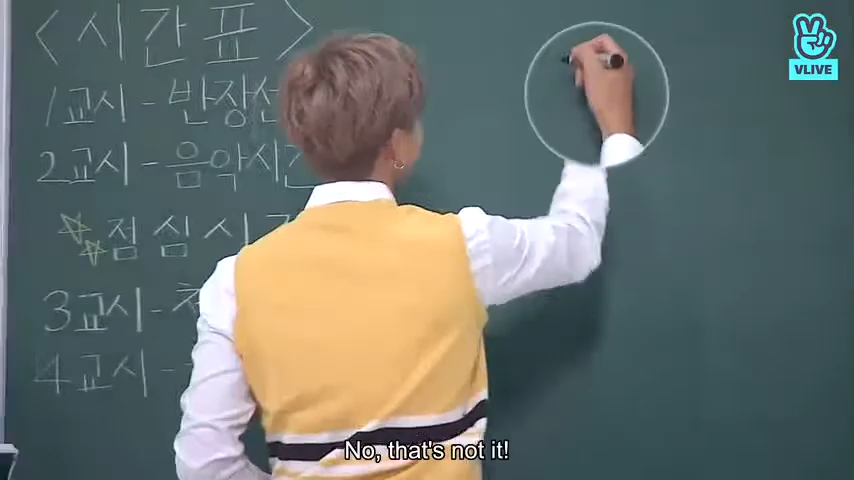 <시간표>
VLIVE
1교시-반장선
2교시-음악시
점심시
3교시-
4교시-
No, that's not it!